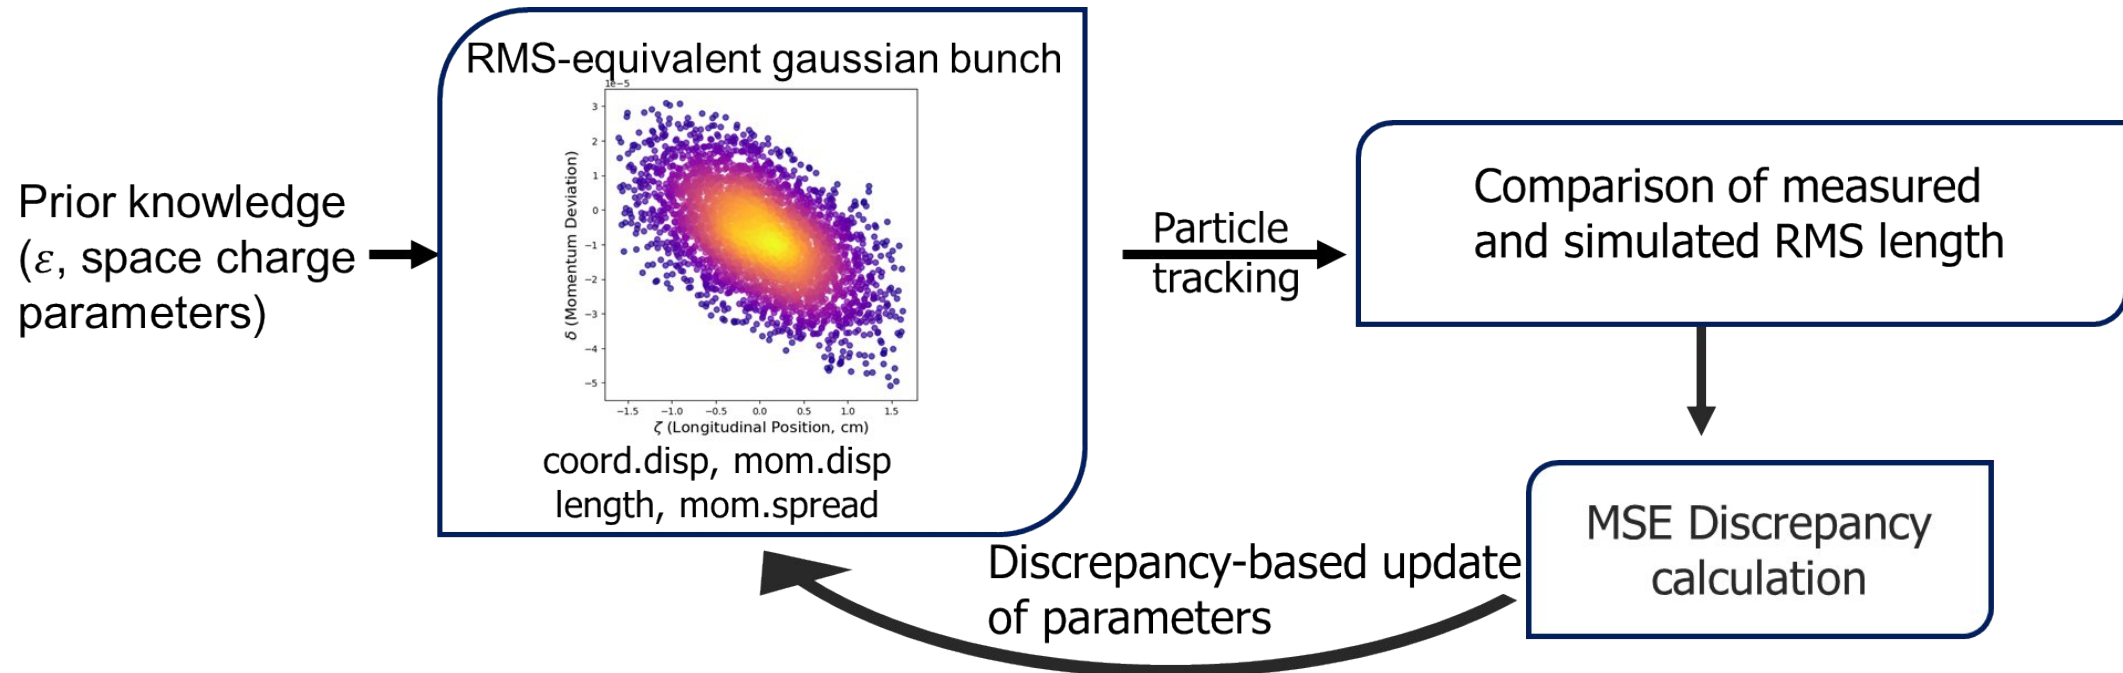 RMS-equivalent gaussian bunch
1e−5
3
2
1
0
−1
−2
−3
−4
−5
δ (Momentum Deviation)
−1.5 −1.0 −0.5 0.0 0.5 1.0 1.5
ζ (Longitudinal Position, cm)
coord.disp, mom.disp
length, mom.spread
Prior knowledge
(ε, space charge
parameters)
Particle
tracking
Comparison of measured
and simulated RMS length
MSE Discrepancy
calculation
Discrepancy-based update
of parameters